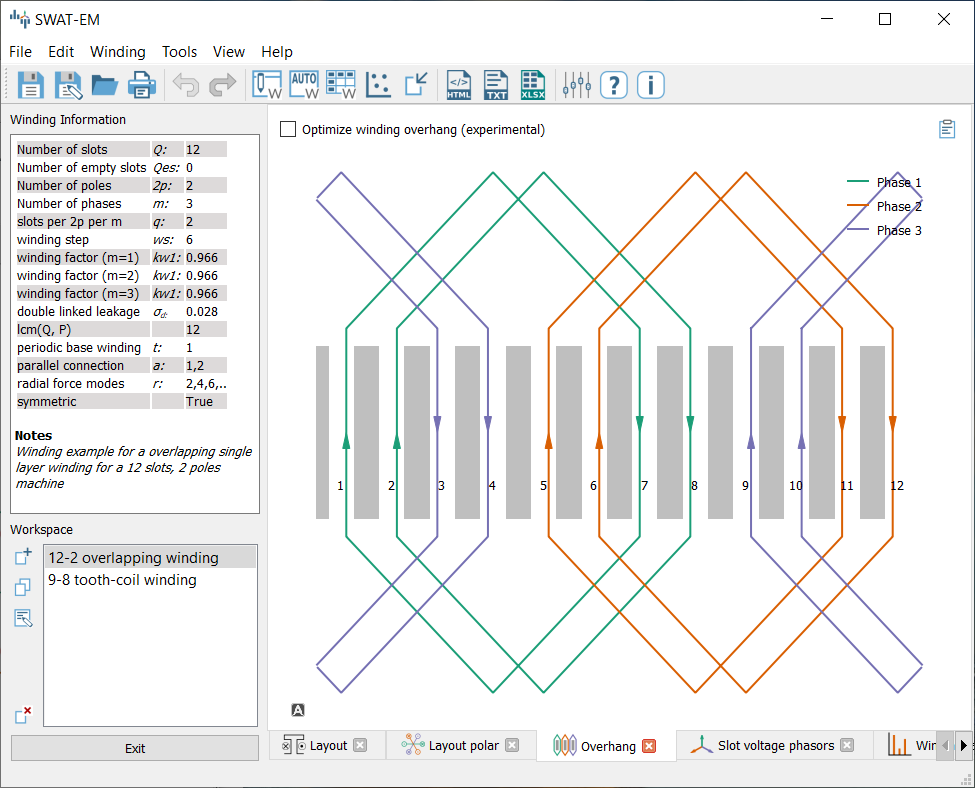 SWAT-EM
File Edit Winding Tools View Help
W AUTO W W HTML TXT XLSX ? i
Winding Information
Number of slots Q: 12
Number of empty slots Qes: 0
Number of poles 2p: 2
Number of phases m: 3
slots per 2p per m q: 2
winding step ws: 6
winding factor (m=1) kw1: 0.966
winding factor (m=2) kw1: 0.966
winding factor (m=3) kw1: 0.966
double linked leakage σd: 0.028
lcm(Q, P) 12
periodic base winding t: 1
parallel connection a: 1,2
radial force modes r: 2,4,6,..
symmetric True
Notes
Winding example for a overlapping single
layer winding for a 12 slots, 2 poles
machine
Workspace
12-2 overlapping winding
9-8 tooth-coil winding
Exit
Optimize winding overhang (experimental)
Phase 1
Phase 2
Phase 3
1 2 3 4 5 6 7 8 9 10 11 12
A
Layout Layout polar Overhang Slot voltage phasors